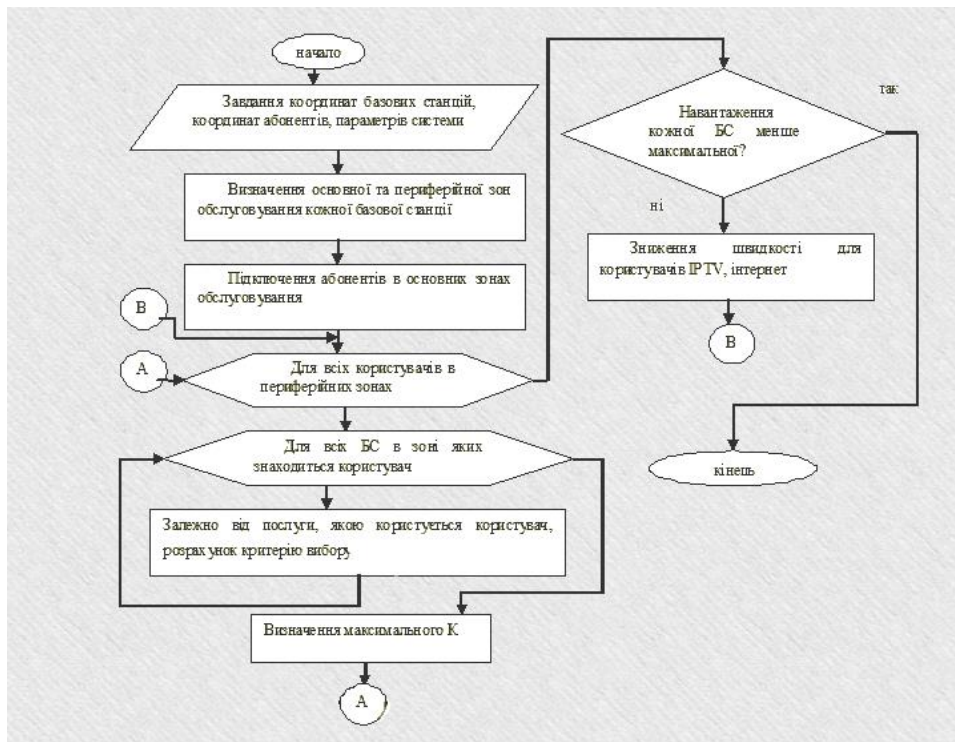 начало
Завдання координат базових станцій,
координат абонентів, параметрів системи
Визначення основної та периферійної зон
обслуговування кожної базової станції
Підключення абонентів в основних зонах
обслуговування
В
А
Для всіх користувачів в
периферійних зонах
Для всіх БС в зоні яких
знаходиться користувач
Залежно від послуги, якою користується користувач,
розрахунок критерію вибору
Визначення максимального К
А
Навантаження
кожної БС менше
максимальної?
так
ні
Зниження швидкості для
користувачів IPTV, інтернет
В
кінець